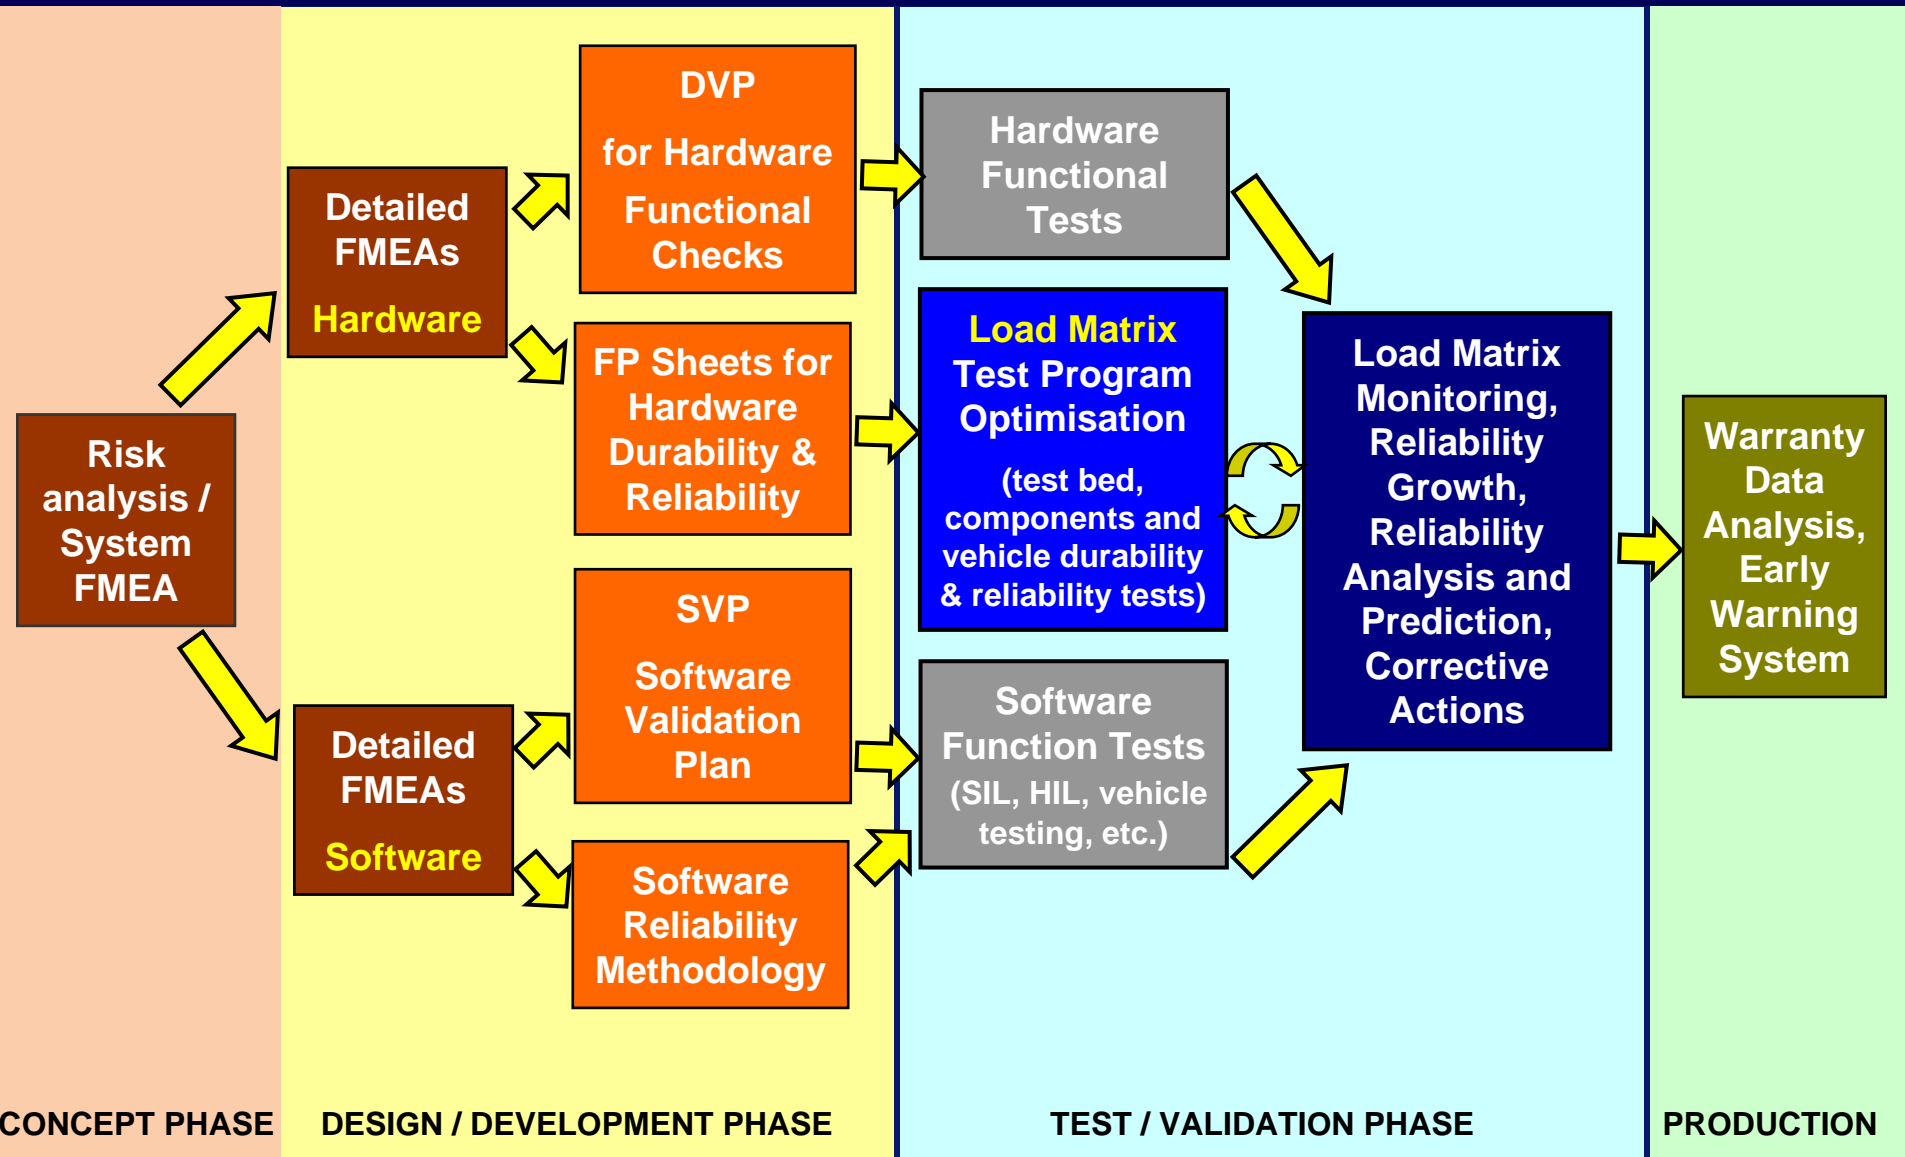 Risk
analysis /
System
FMEA
Detailed
FMEAs
Hardware
Detailed
FMEAs
Software
DVP
for Hardware
Functional
Checks
FP Sheets for
Hardware
Durability &
Reliability
SVP
Software
Validation
Plan
Software
Reliability
Methodology
Hardware
Functional
Tests
Load Matrix
Test Program
Optimisation
(test bed,
components and
vehicle durability
& reliability tests)
Software
Function Tests
(SIL, HIL, vehicle
testing, etc.)
Load Matrix
Monitoring,
Reliability
Growth,
Reliability
Analysis and
Prediction,
Corrective
Actions
Warranty
Data
Analysis,
Early
Warning
System
CONCEPT PHASE
DESIGN / DEVELOPMENT PHASE
TEST / VALIDATION PHASE
PRODUCTION